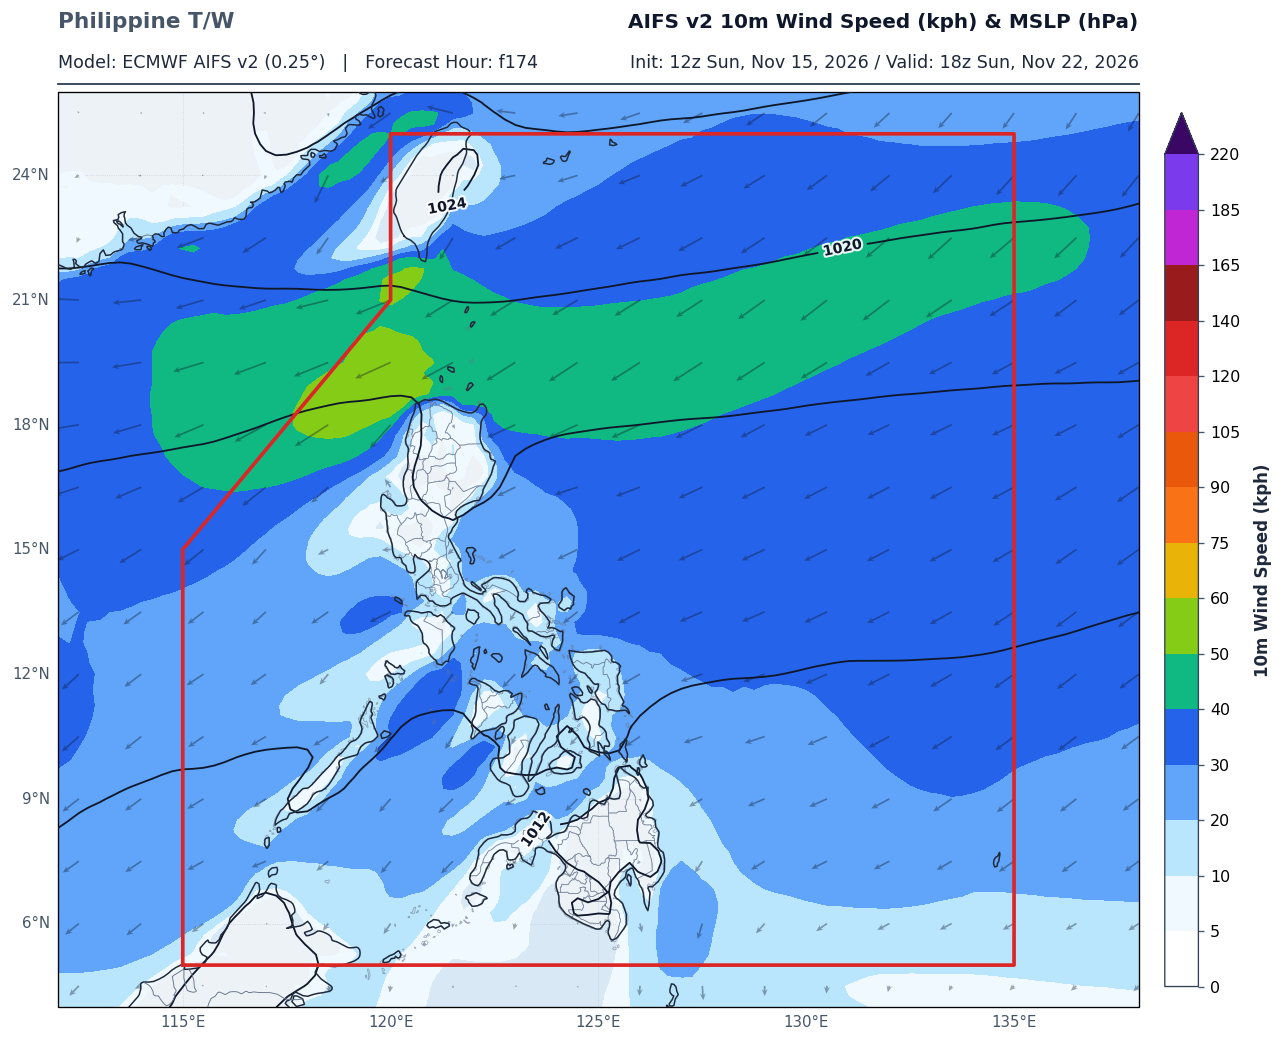 Philippine T/W
AIFS v2 10m Wind Speed (kph) & MSLP (hPa)
Model: ECMWF AIFS v2 (0.25°) | Forecast Hour: f174
Init: 12z Sun, Nov 15, 2026 / Valid: 18z Sun, Nov 22, 2026
24°N
21°N
18°N
15°N
12°N
9°N
6°N
115°E
120°E
125°E
130°E
135°E
1024
1020
1012
220
185
165
140
120
105
90
75
60
50
40
30
20
10
5
0
10m Wind Speed (kph)